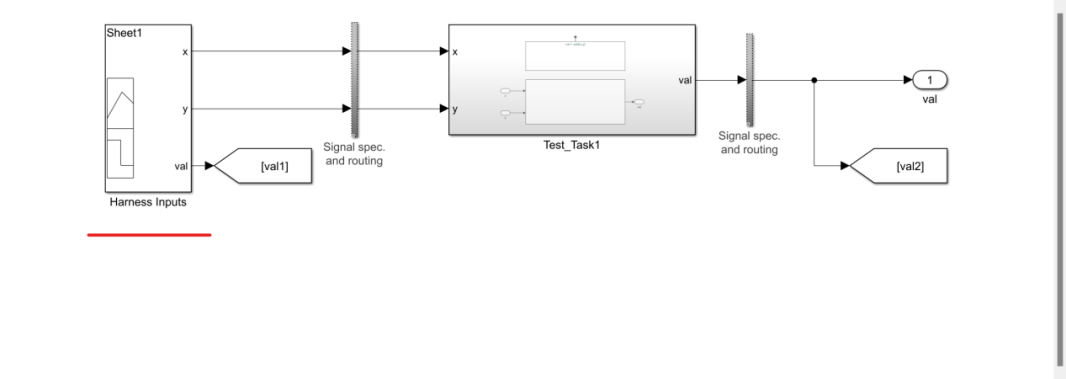 Sheet1
x
y
val
[val1]
Harness Inputs
Signal spec.
and routing
x
y
val
Test_Task1
Signal spec.
and routing
1
val
[val2]